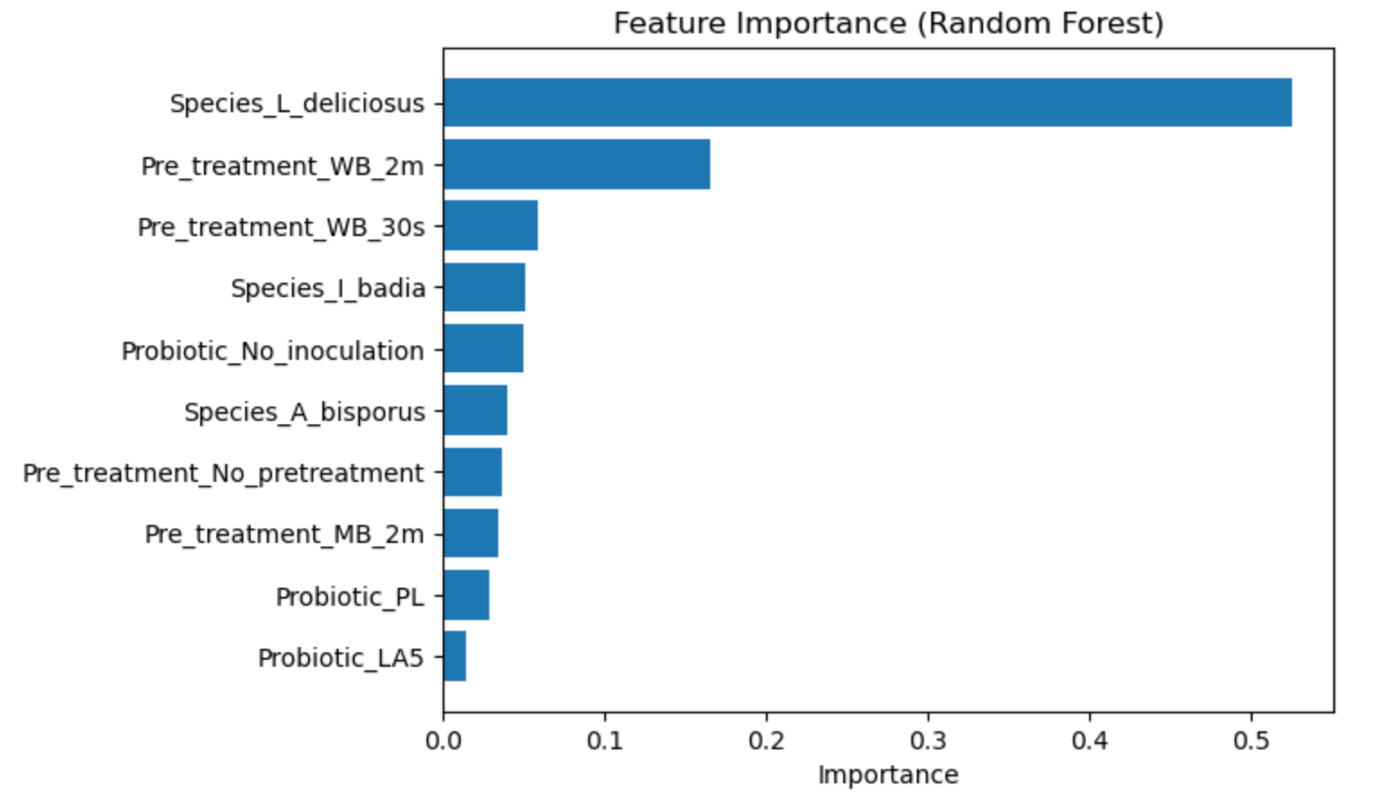 Feature Importance (Random Forest)
Species_L_deliciosus
Pre_treatment_WB_2m
Pre_treatment_WB_30s
Species_I_badia
Probiotic_No_inoculation
Species_A_bisporus
Pre_treatment_No_pretreatment
Pre_treatment_MB_2m
Probiotic_PL
Probiotic_LA5
0.0 0.1 0.2 0.3 0.4 0.5
Importance